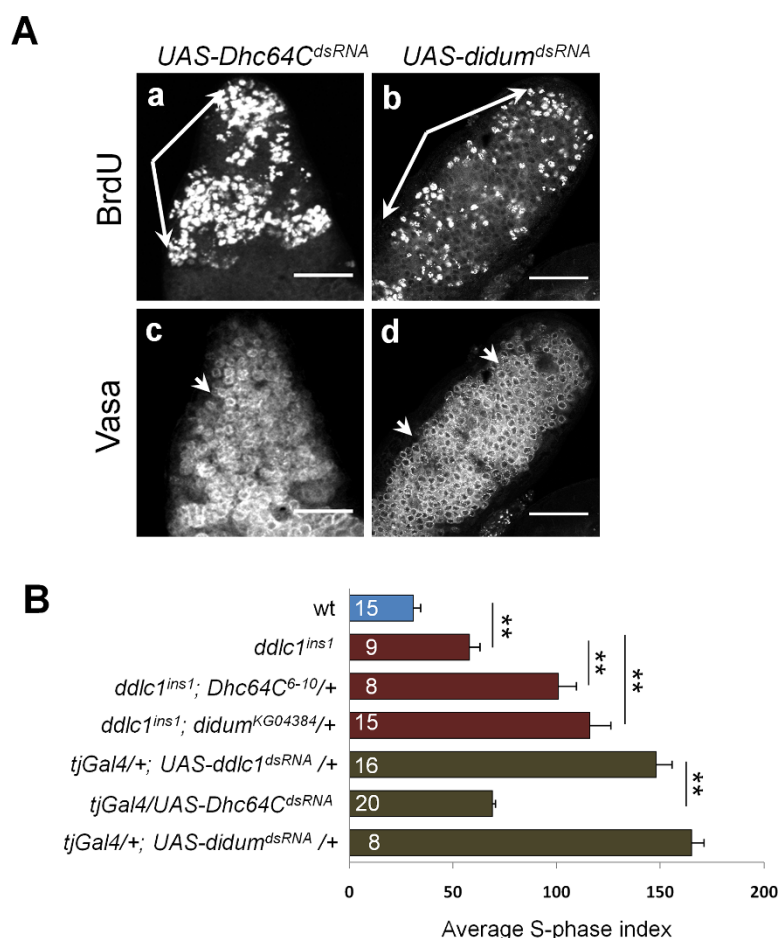 A
UAS-Dhc64C^dsRNA UAS-didum^dsRNA
a b
BrdU
c d
Vasa
B
wt 15
ddlc1^ins1 9
ddlc1^ins1; Dhc64C^6-10/+ 8
ddlc1^ins1; didum^KG04384/+ 15
tjGal4/+; UAS-ddlc1^dsRNA /+ 16
tjGal4/UAS-Dhc64C^dsRNA 20
tjGal4/+; UAS-didum^dsRNA /+ 8
**
**
**
**
0 50 100 150 200
Average S-phase index